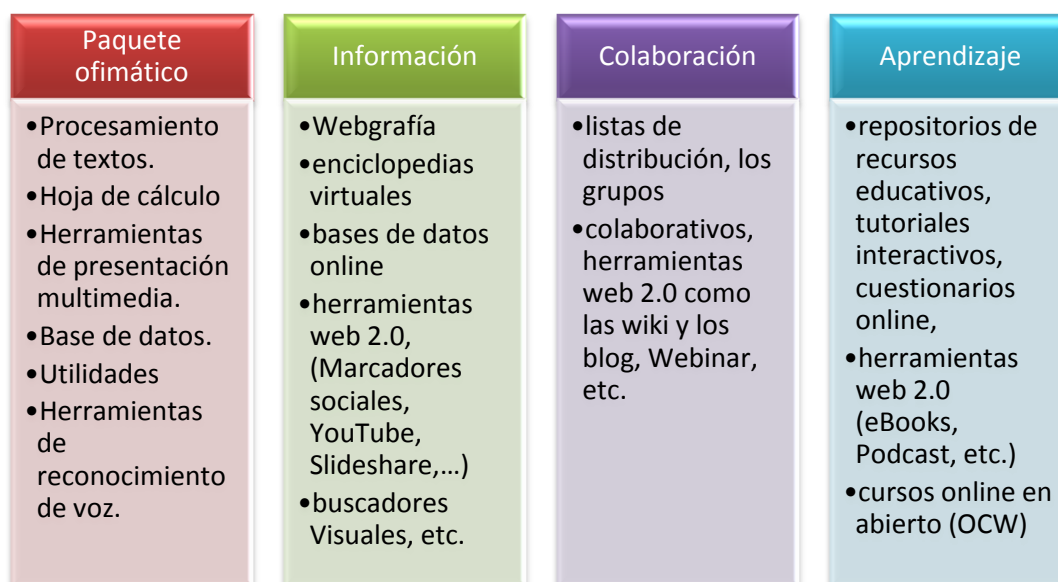 Paquete
ofimático
•Procesamiento
de textos.
•Hoja de cálculo
•Herramientas
de presentación
multimedia.
•Base de datos.
•Utilidades
•Herramientas
de
reconocimiento
de voz.
Información
•Webgrafía
•enciclopedias
virtuales
•bases de datos
online
•herramientas
web 2.0,
(Marcadores
sociales,
YouTube,
Slideshare,...)
•buscadores
Visuales, etc.
Colaboración
•listas de
distribución, los
grupos
•colaborativos,
herramientas
web 2.0 como
las wiki y los
blog, Webinar,
etc.
Aprendizaje
•repositorios de
recursos
educativos,
tutoriales
interactivos,
cuestionarios
online,
•herramientas
web 2.0
(eBooks,
Podcast, etc.)
•cursos online en
abierto (OCW)